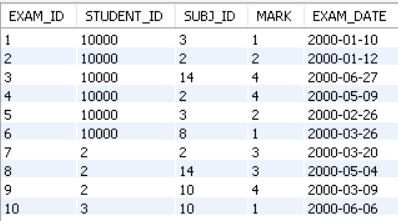 EXAM_ID STUDENT_ID SUBJ_ID MARK EXAM_DATE
1 10000 3 1 2000-01-10
2 10000 2 2 2000-01-12
3 10000 14 4 2000-06-27
4 10000 2 4 2000-05-09
5 10000 3 2 2000-02-26
6 10000 8 1 2000-03-26
7 2 2 3 2000-03-20
8 2 14 3 2000-05-04
9 2 10 4 2000-03-09
10 3 10 1 2000-06-06